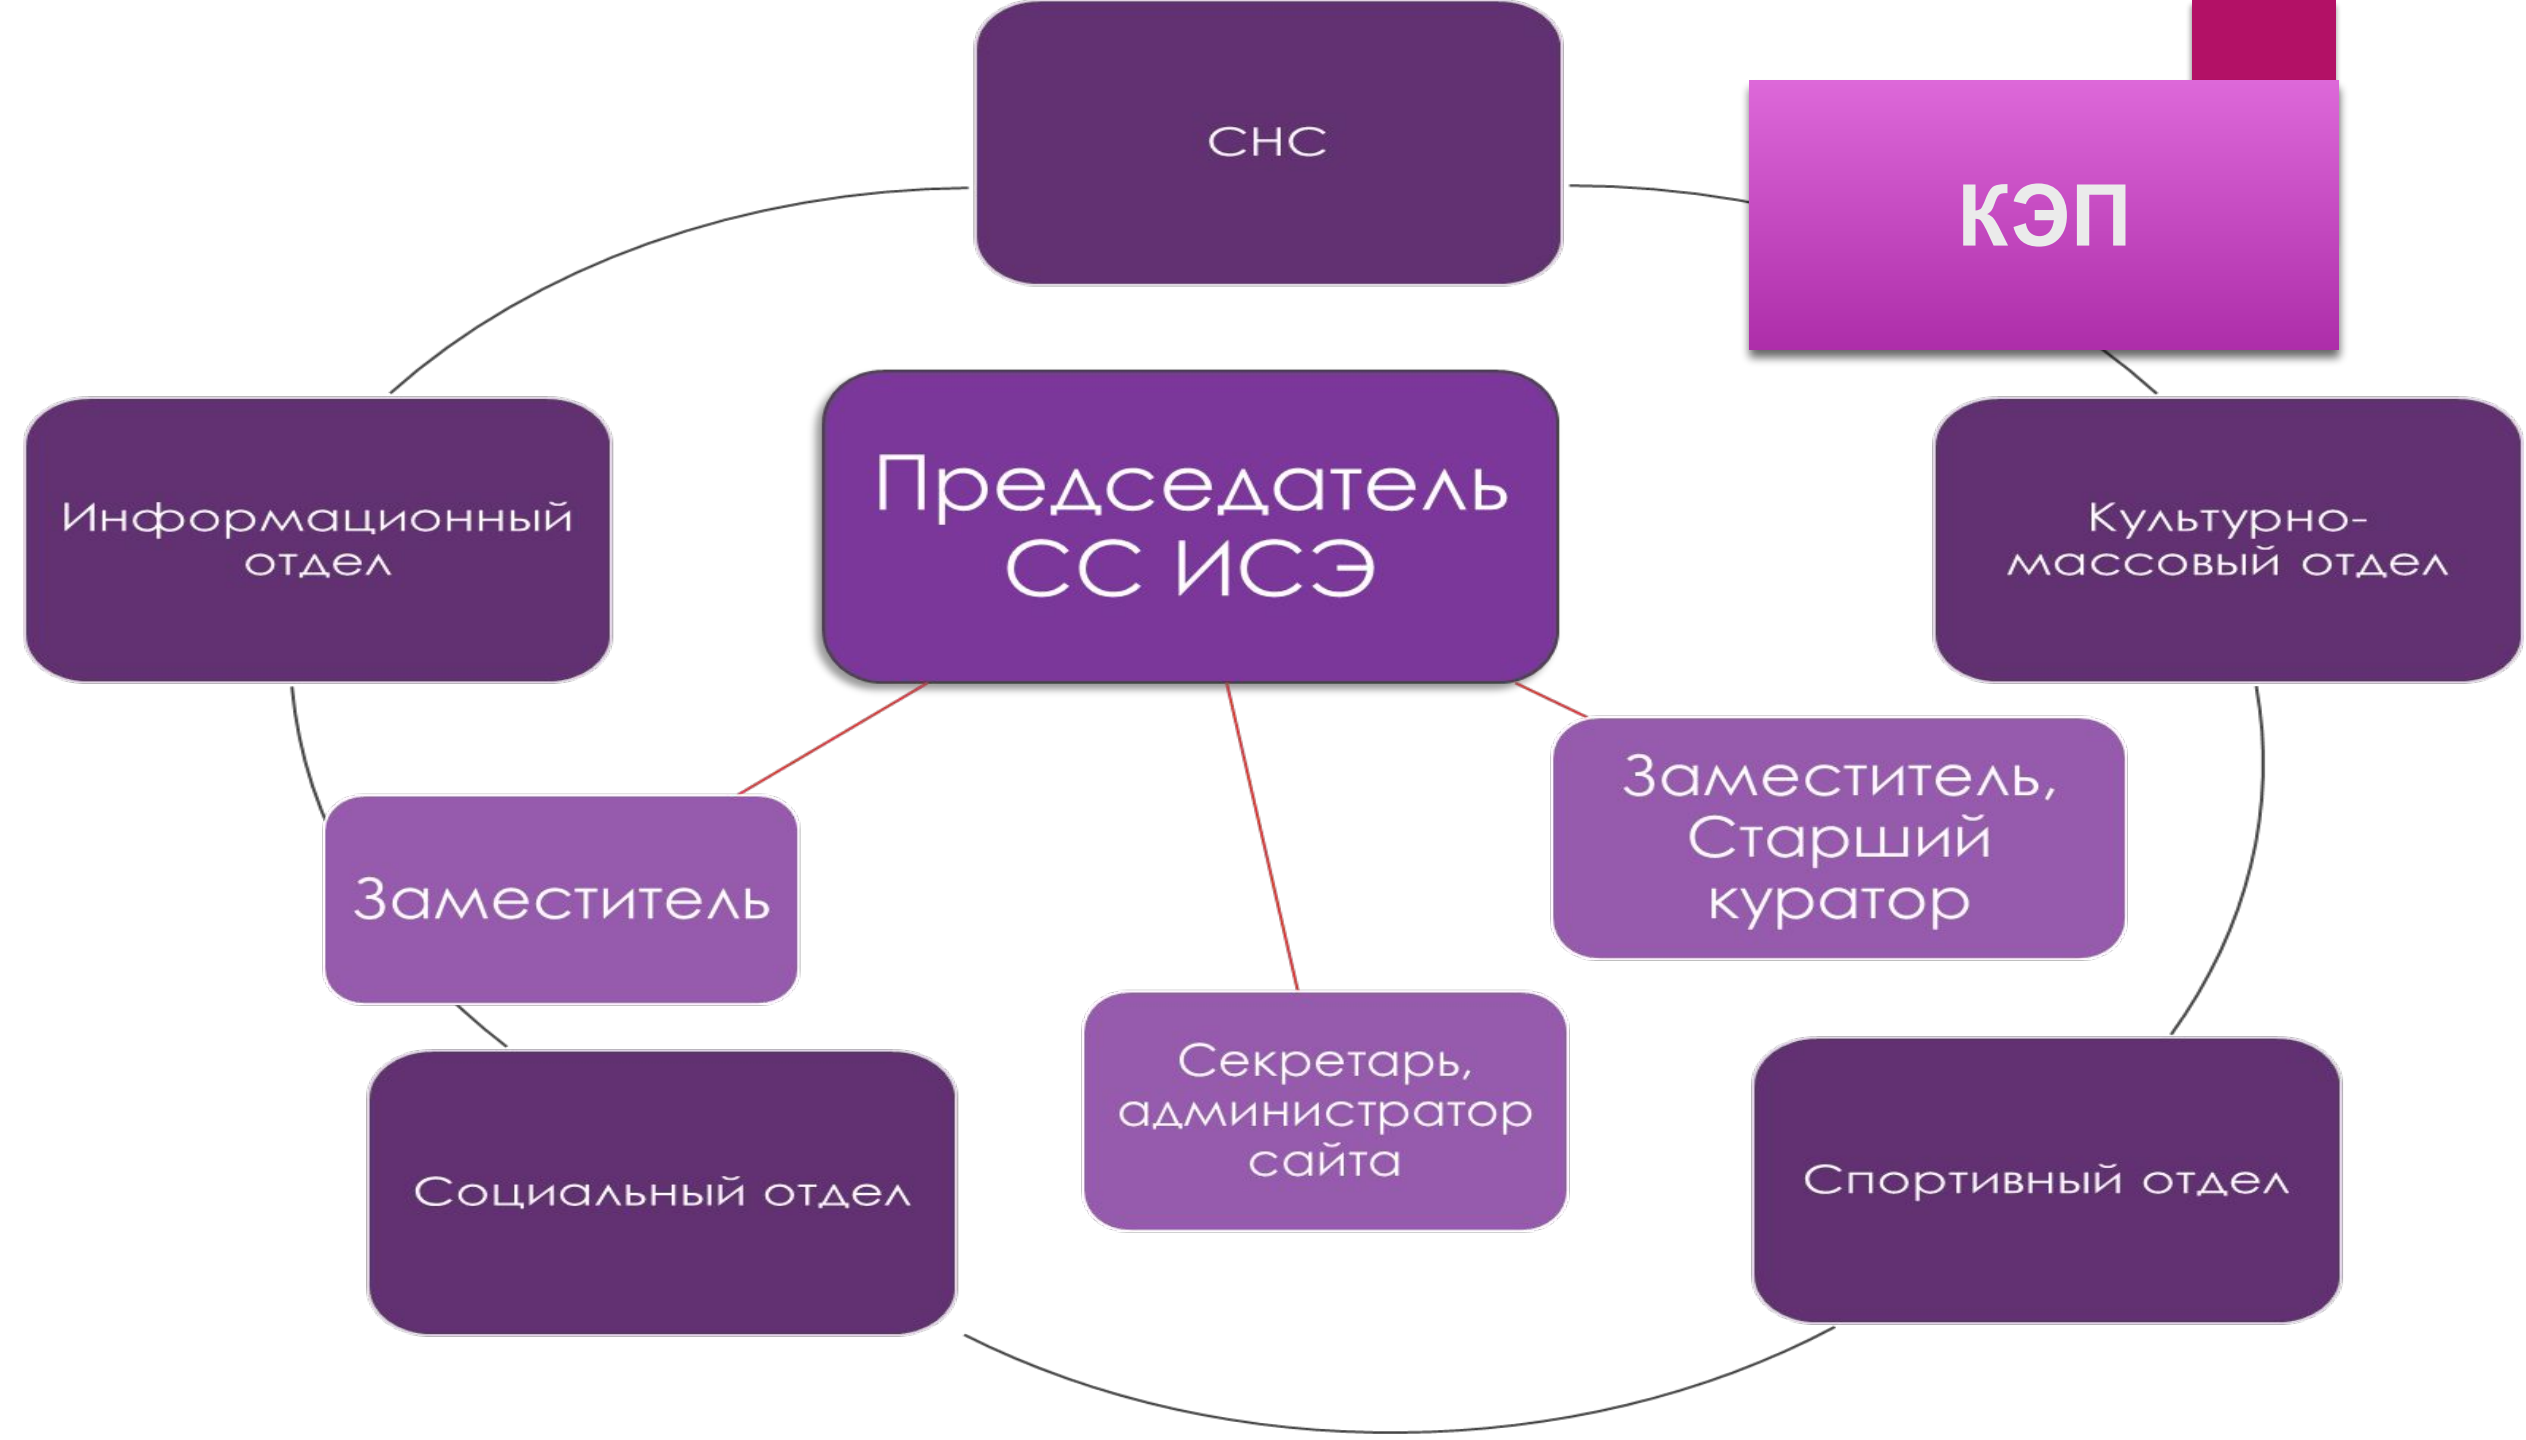 СНС
КЭП
Информационный
отдел
Председатель
СС ИСЭ
Культурно-
массовый отдел
Заместитель
Заместитель,
Старший
куратор
Секретарь,
администратор
сайта
Социальный отдел
Спортивный отдел